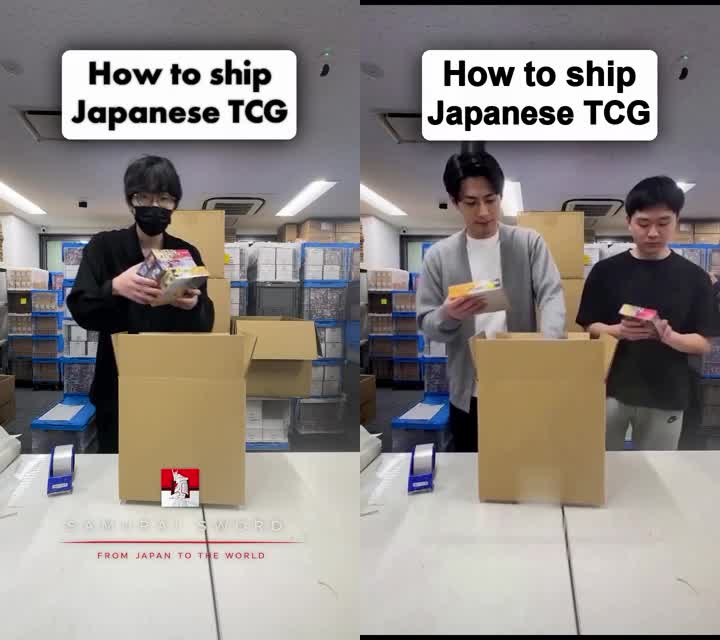 How to ship
Japanese TCG
SAMURAI SWORD
FROM JAPAN TO THE WORLD
How to ship
Japanese TCG